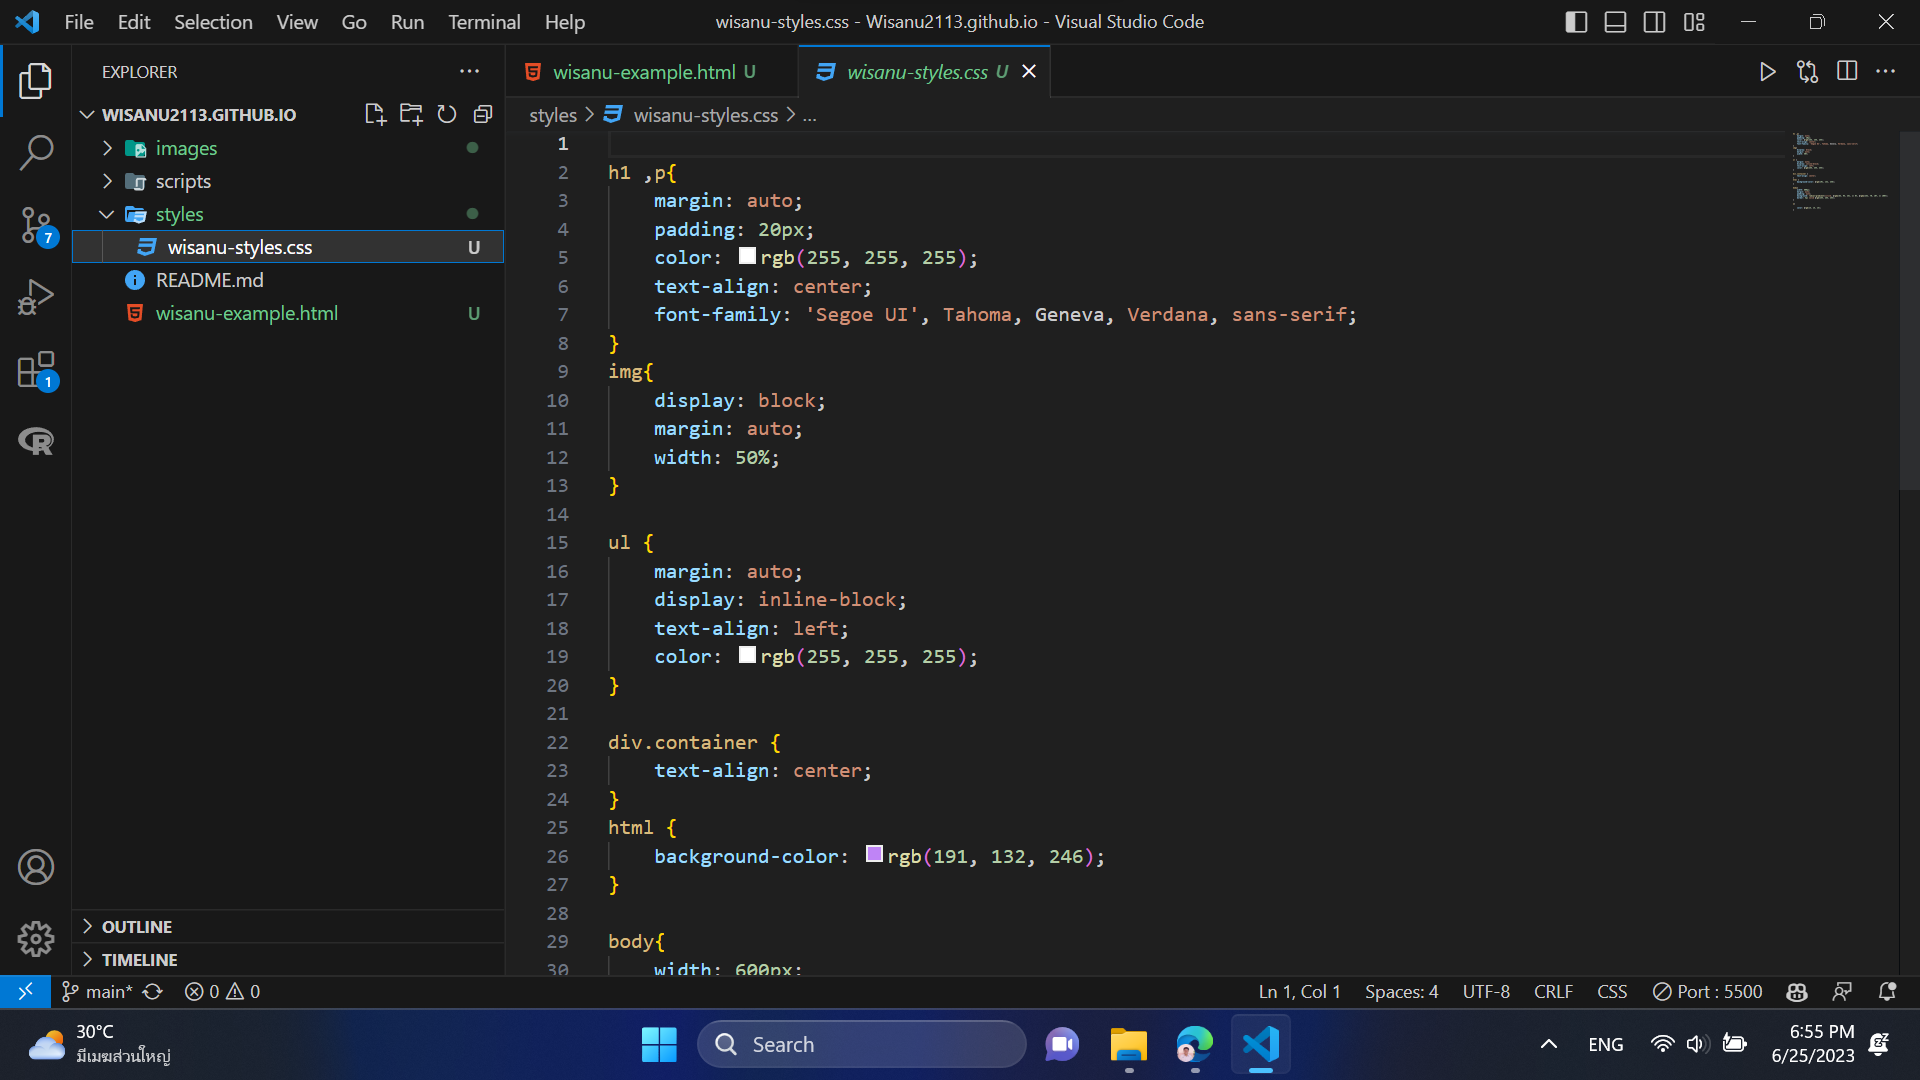 File Edit Selection View Go Run Terminal Help
wisanu-styles.css - Wisanu2113.github.io - Visual Studio Code
EXPLORER
WISANU2113.GITHUB.IO
images
scripts
styles
wisanu-styles.css U
README.md
wisanu-example.html U
OUTLINE
TIMELINE
7
1
wisanu-example.html U
wisanu-styles.css U
styles > wisanu-styles.css > ...
1
2 h1 ,p{
3 margin: auto;
4 padding: 20px;
5 color: rgb(255, 255, 255);
6 text-align: center;
7 font-family: 'Segoe UI', Tahoma, Geneva, Verdana, sans-serif;
8 }
9 img{
10 display: block;
11 margin: auto;
12 width: 50%;
13 }
14
15 ul {
16 margin: auto;
17 display: inline-block;
18 text-align: left;
19 color: rgb(255, 255, 255);
20 }
21
22 div.container {
23 text-align: center;
24 }
25 html {
26 background-color: rgb(191, 132, 246);
27 }
28
29 body{
30 width: 600px;
main* 0 0
Ln 1, Col 1 Spaces: 4 UTF-8 CRLF CSS Port : 5500
30°C
มีเมฆส่วนใหญ่
Search
ENG
6:55 PM
6/25/2023